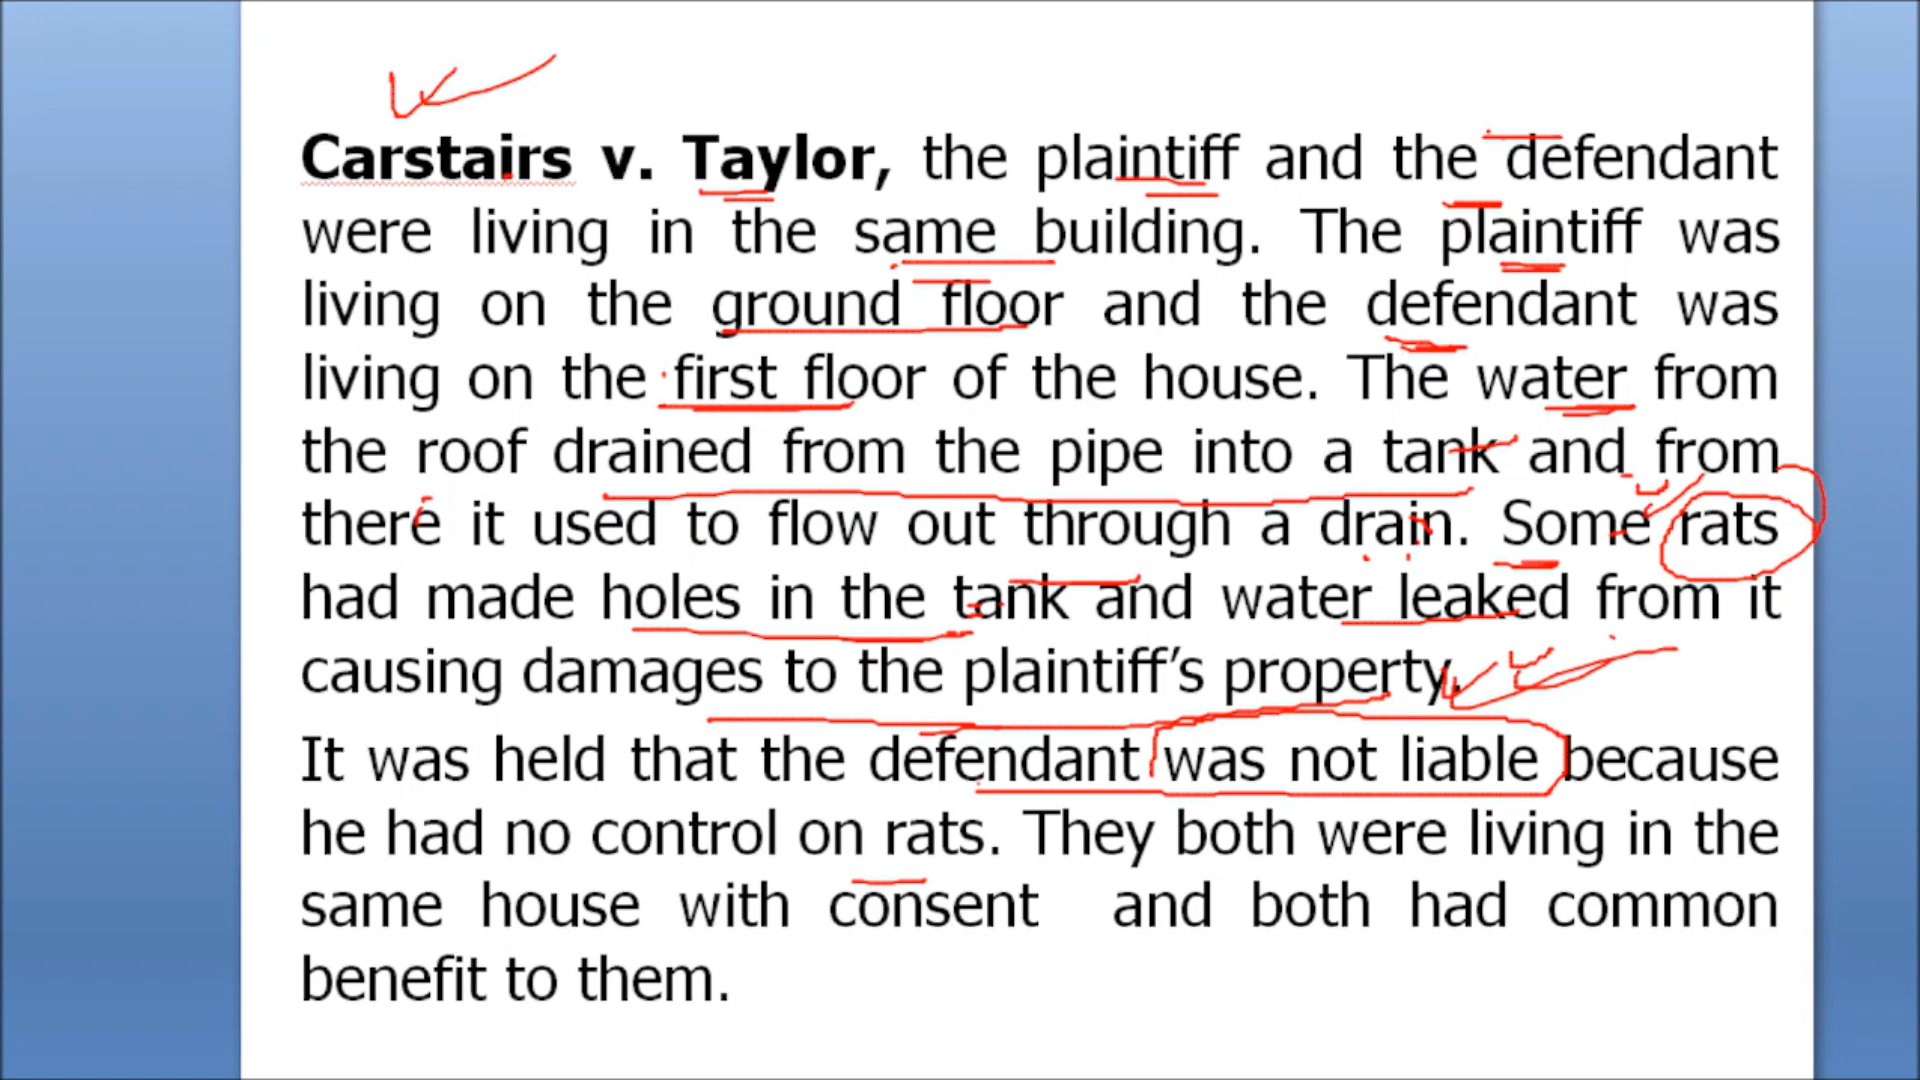 Carstairs v. Taylor, the plaintiff and the defendant
were living in the same building. The plaintiff was
living on the ground floor and the defendant was
living on the first floor of the house. The water from
the roof drained from the pipe into a tank and from
there it used to flow out through a drain. Some rats
had made holes in the tank and water leaked from it
causing damages to the plaintiff’s property.
It was held that the defendant was not liable because
he had no control on rats. They both were living in the
same house with consent and both had common
benefit to them.